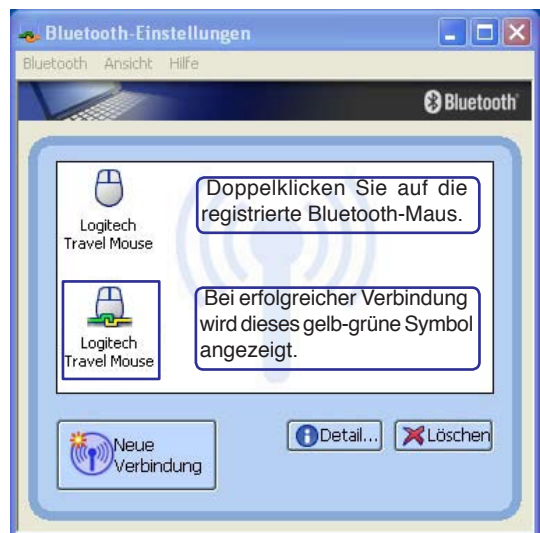 Bluetooth-Einstellungen
Bluetooth Ansicht Hilfe
Bluetooth
Logitech
Travel Mouse
Doppelklicken Sie auf die
registrierte Bluetooth-Maus.
Logitech
Travel Mouse
Bei erfolgreicher Verbindung
wird dieses gelb-grüne Symbol
angezeigt.
Neue
Verbindung
Detail...
Löschen